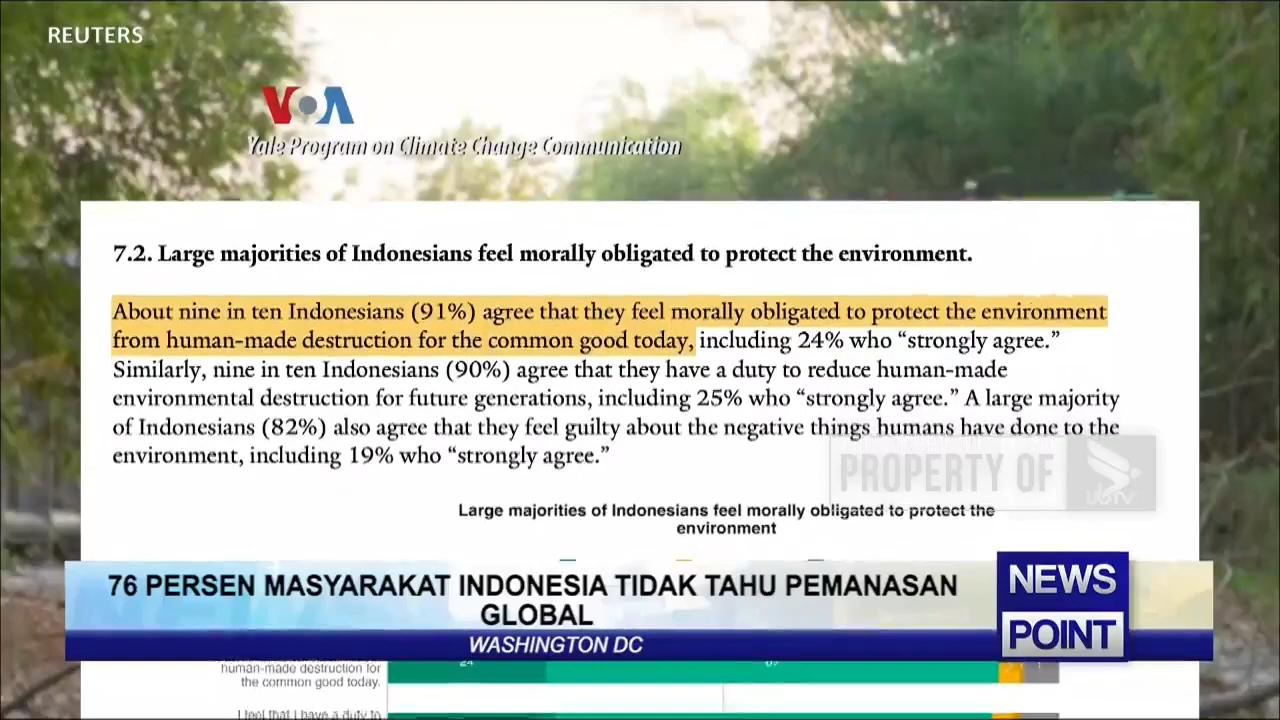 REUTERS
VOA
Yale Program on Climate Change Communication
7.2. Large majorities of Indonesians feel morally obligated to protect the environment.
About nine in ten Indonesians (91%) agree that they feel morally obligated to protect the environment
from human-made destruction for the common good today, including 24% who “strongly agree.”
Similarly, nine in ten Indonesians (90%) agree that they have a duty to reduce human-made
environmental destruction for future generations, including 25% who “strongly agree.” A large majority
of Indonesians (82%) also agree that they feel guilty about the negative things humans have done to the
environment, including 19% who “strongly agree.”
PROPERTY OF
UBTV
Large majorities of Indonesians feel morally obligated to protect the
environment
76 PERSEN MASYARAKAT INDONESIA TIDAK TAHU PEMANASAN
GLOBAL
WASHINGTON DC
NEWS
POINT
human-made destruction for
the common good today.
24
I feel that I have a duty to